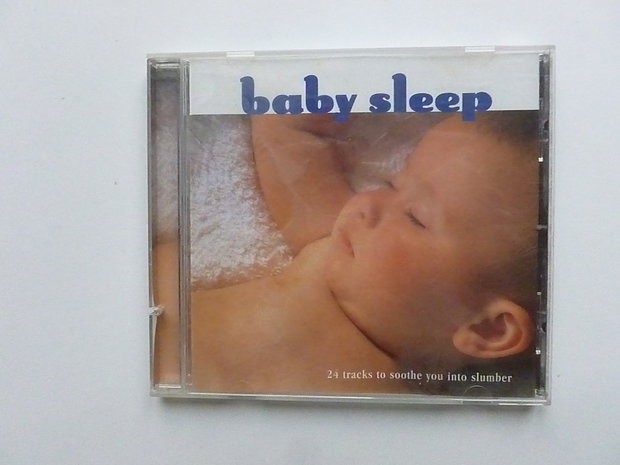 baby sleep
24 tracks to soothe you into slumber